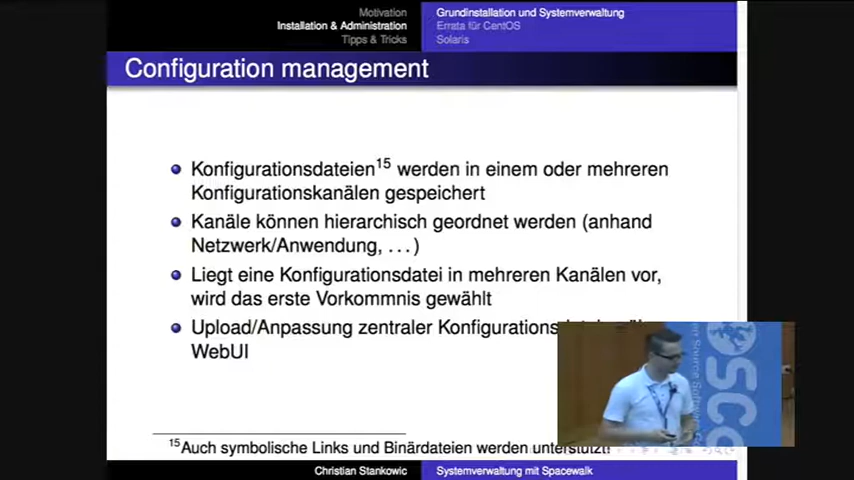 Motivation
Installation & Administration
Tipps & Tricks
Grundinstallation und Systemverwaltung
Errata für CentOS
Solaris
Configuration management
Konfigurationsdateien15 werden in einem oder mehreren
Konfigurationskanälen gespeichert
Kanäle können hierarchisch geordnet werden (anhand
Netzwerk/Anwendung, ...)
Liegt eine Konfigurationsdatei in mehreren Kanälen vor,
wird das erste Vorkommnis gewählt
Upload/Anpassung zentraler
WebUI
15Auch symbolische Links und Binärdateien werden unterstützt!
Christian Stankowic
Systemverwaltung mit Spacewalk